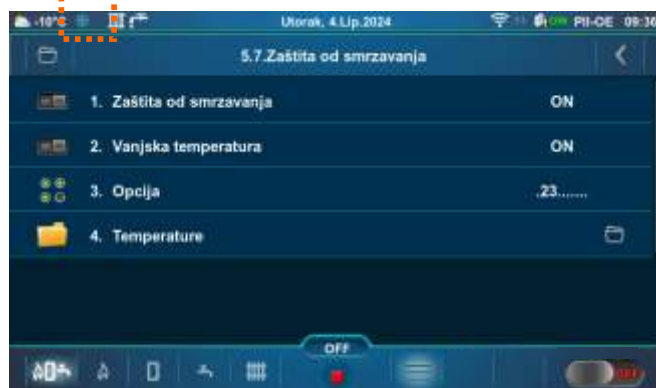 -10°C Utorak, 4.Lip.2024 ON PII-OE 09:36
5.7.Zaštita od smrzavanja
1. Zaštita od smrzavanja ON
2. Vanjska temperatura ON
3. Opcija .23.......
4. Temperature
OFF
OFF